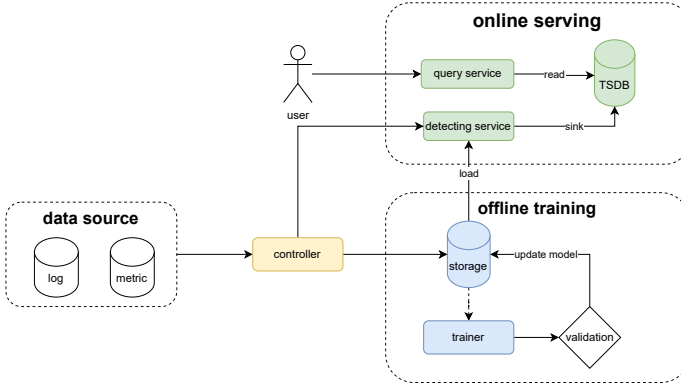 online serving
query service
read
TSDB
user
detecting service
sink
load
data source
offline training
log
metric
controller
storage
update model
trainer
validation